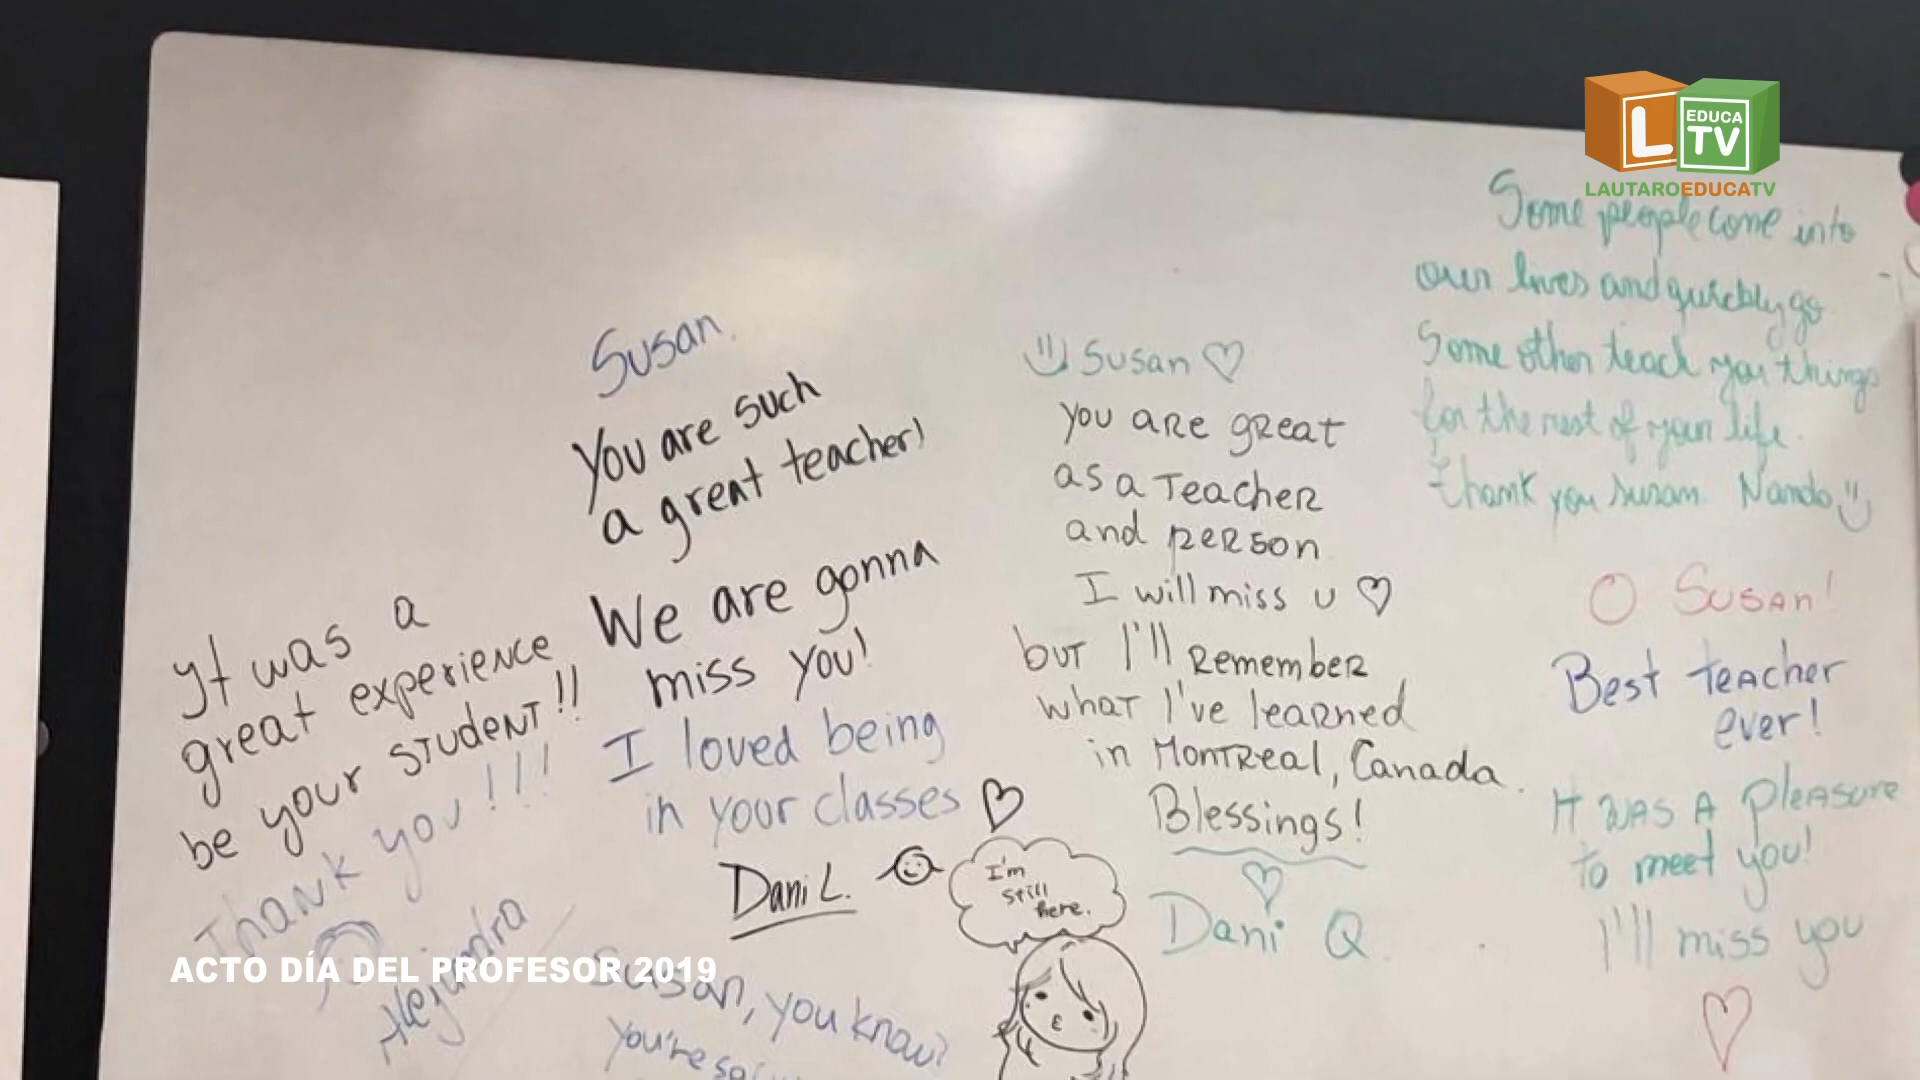 L
EDUCA
TV
LAUTAROEDUCATV
It was a
great experience
be your student!!
Thank you!!!
Alejandra
Susan
You are such
a great teacher!
We are gonna
miss you!
I loved being
in your classes
Dani L.
I'm
still
here.
Susan, you know?
You're so
Susan
you are great
as a Teacher
and person
I will miss u
but I'll Remember
what I've learned
in Montreal, Canada.
Blessings!
Dani Q
Some people come into
our lives and quickly go
Some other teach you things
for the rest of your life.
thank you Susan. Nando
O Susan!
Best teacher
ever!
It was a pleasure
to meet you!
I'll miss you
ACTO DÍA DEL PROFESOR 2019